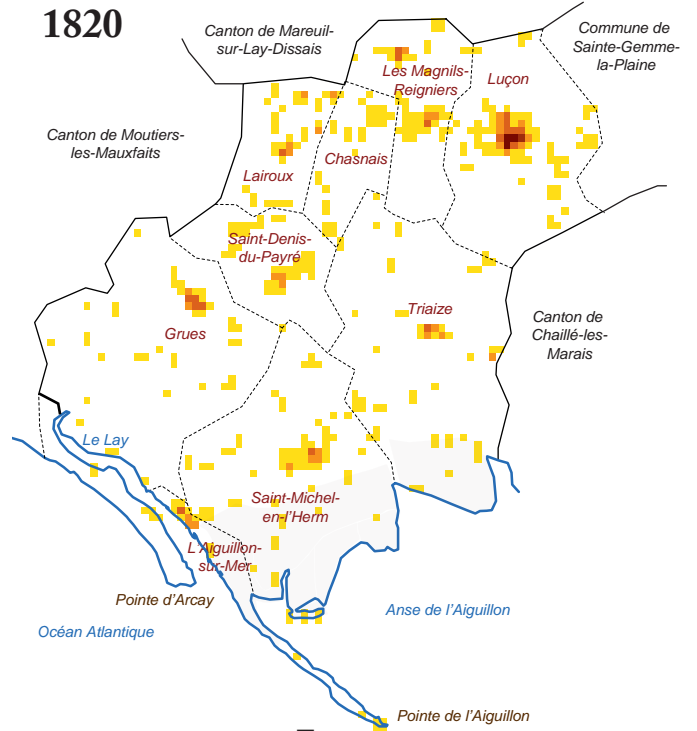 1820
Canton de Mareuil-
sur-Lay-Dissais
Commune de
Sainte-Gemme-
la-Plaine
Les Magnils-
Reigniers
Luçon
Canton de Moutiers-
les-Mauxfaits
Chasnais
Lairoux
Saint-Denis-
du-Payré
Triaize
Canton de
Chaillé-les-
Marais
Grues
Le Lay
Saint-Michel-
en-l'Herm
L'Aiguillon-
sur-Mer
Pointe d'Arcay
Anse de l'Aiguillon
Océan Atlantique
Pointe de l'Aiguillon